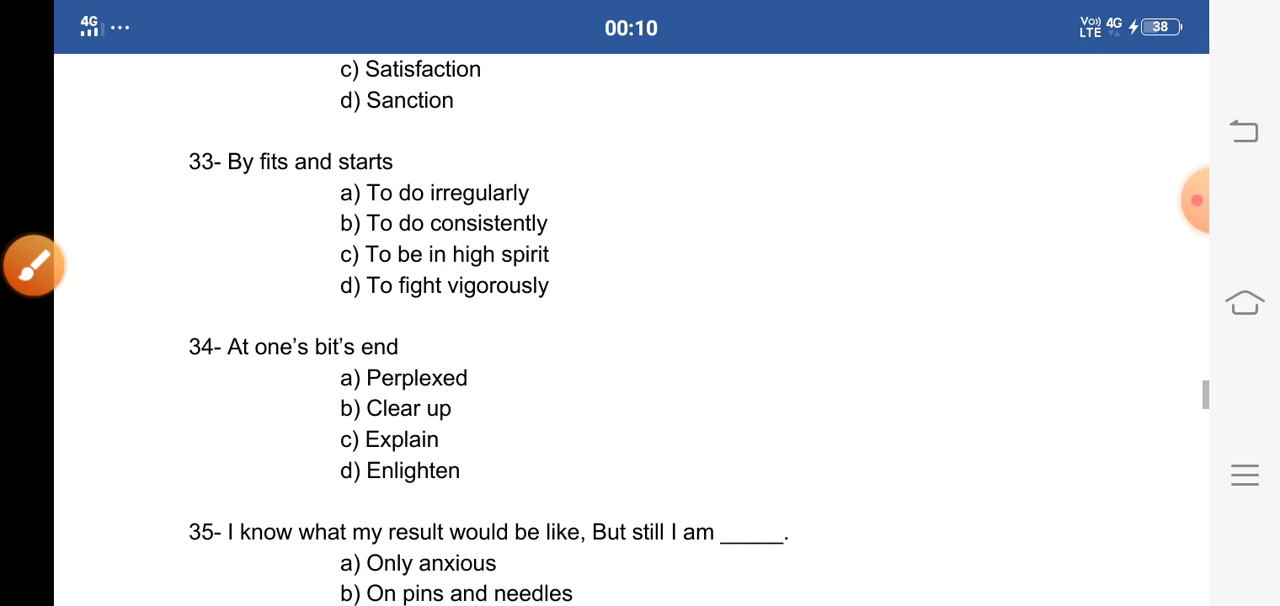 4G ... 00:10 Vo)) LTE 4G 38
c) Satisfaction
d) Sanction
33- By fits and starts
a) To do irregularly
b) To do consistently
c) To be in high spirit
d) To fight vigorously
34- At one’s bit’s end
a) Perplexed
b) Clear up
c) Explain
d) Enlighten
35- I know what my result would be like, But still I am _____.
a) Only anxious
b) On pins and needles